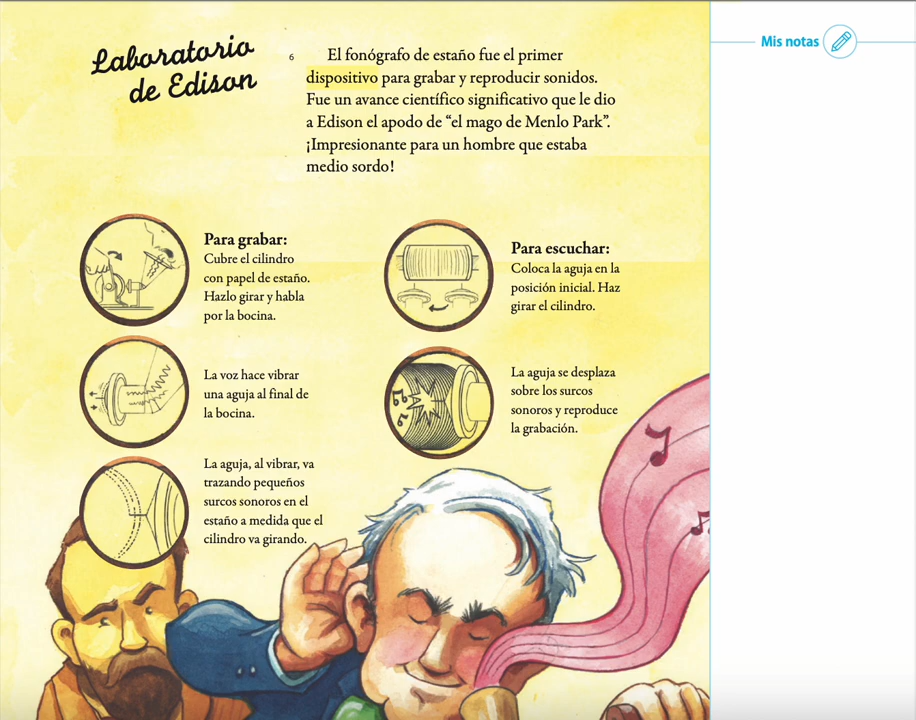 Laboratorio
de Edison
6
El fonógrafo de estaño fue el primer
dispositivo para grabar y reproducir sonidos.
Fue un avance científico significativo que le dio
a Edison el apodo de “el mago de Menlo Park”.
¡Impresionante para un hombre que estaba
medio sordo!
Mis notas
Para grabar:
Cubre el cilindro
con papel de estaño.
Hazlo girar y habla
por la bocina.
La voz hace vibrar
una aguja al final de
la bocina.
La aguja, al vibrar, va
trazando pequeños
surcos sonoros en el
estaño a medida que el
cilindro va girando.
Para escuchar:
Coloca la aguja en la
posición inicial. Haz
girar el cilindro.
La aguja se desplaza
sobre los surcos
sonoros y reproduce
la grabación.